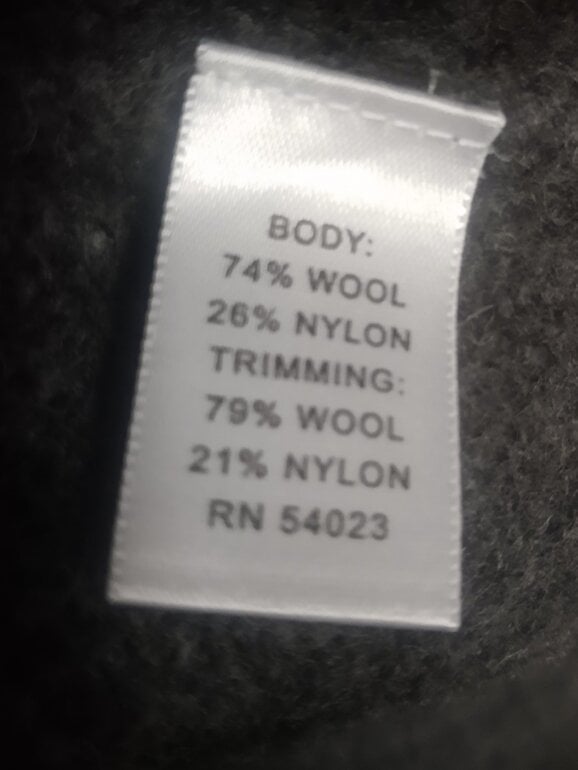 BODY:
74% WOOL
26% NYLON
TRIMMING:
79% WOOL
21% NYLON
RN 54023